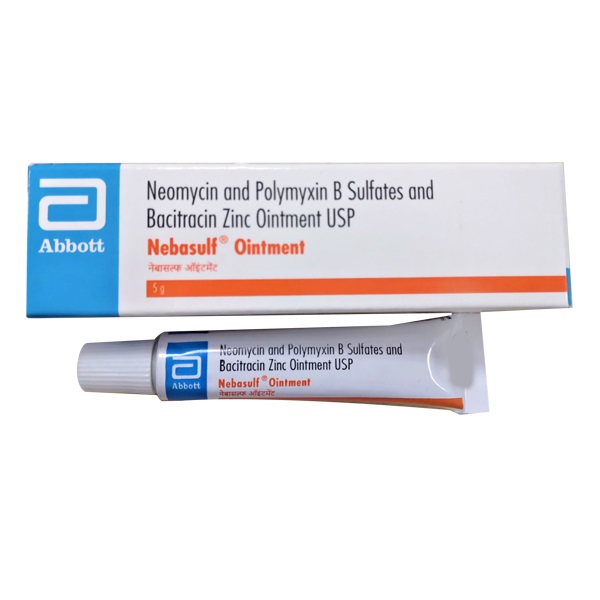 Abbott
Neomycin and Polymyxin B Sulfates and
Bacitracin Zinc Ointment USP
Nebasulf® Ointment
नेबासल्फ ऑइंटमेंट
5 g
Abbott
Neomycin and Polymyxin B Sulfates and
Bacitracin Zinc Ointment USP
Nebasulf® Ointment
नेबासल्फ ऑइंटमेंट